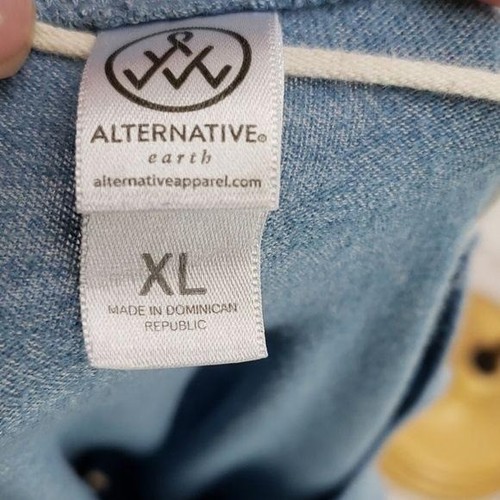 ALTERNATIVE®
earth
alternativeapparel.com
XL
MADE IN DOMINICAN
REPUBLIC